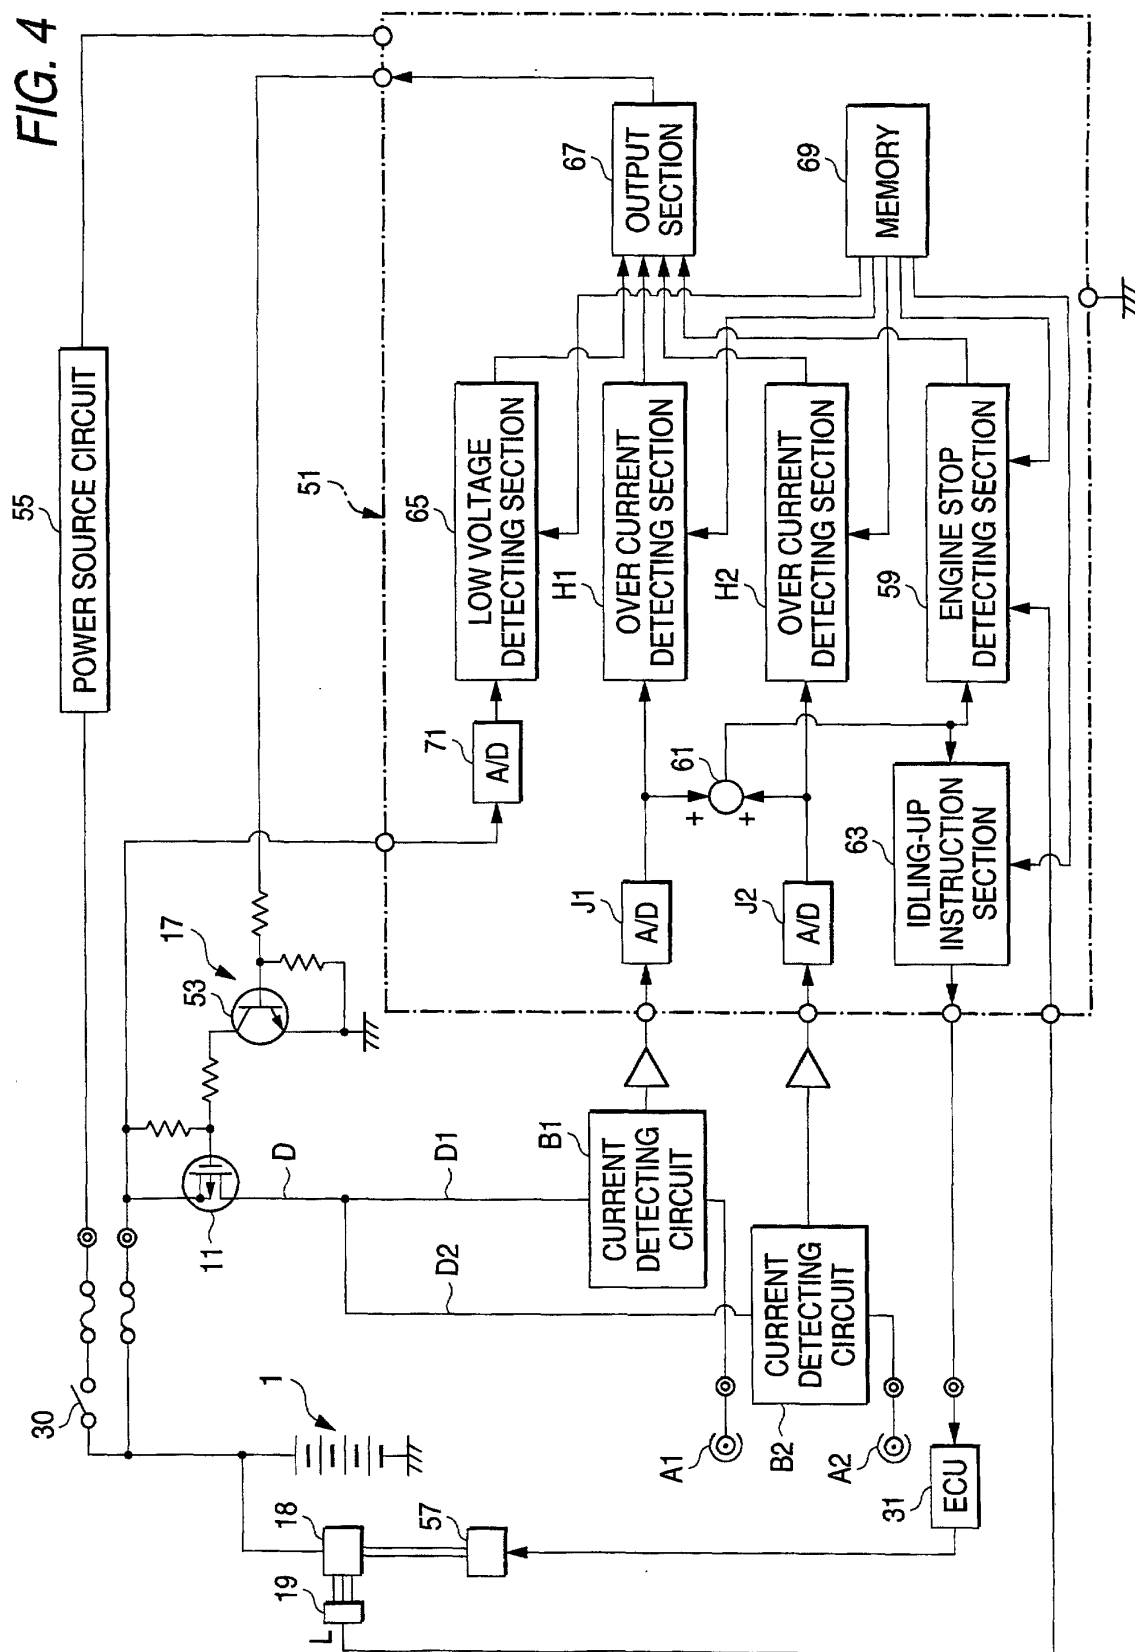 FIG. 4
55
POWER SOURCE CIRCUIT
30
1
18
19
L
57
11
17
53
D
D1
D2
51
65
LOW VOLTAGE
DETECTING SECTION
71
A/D
67
OUTPUT
SECTION
69
MEMORY
H1
OVER CURRENT
DETECTING SECTION
H2
OVER CURRENT
DETECTING SECTION
59
ENGINE STOP
DETECTING SECTION
61
+
+
J1
A/D
J2
A/D
63
IDLING-UP
INSTRUCTION
SECTION
B1
CURRENT
DETECTING
CIRCUIT
B2
CURRENT
DETECTING
CIRCUIT
A1
A2
31
ECU